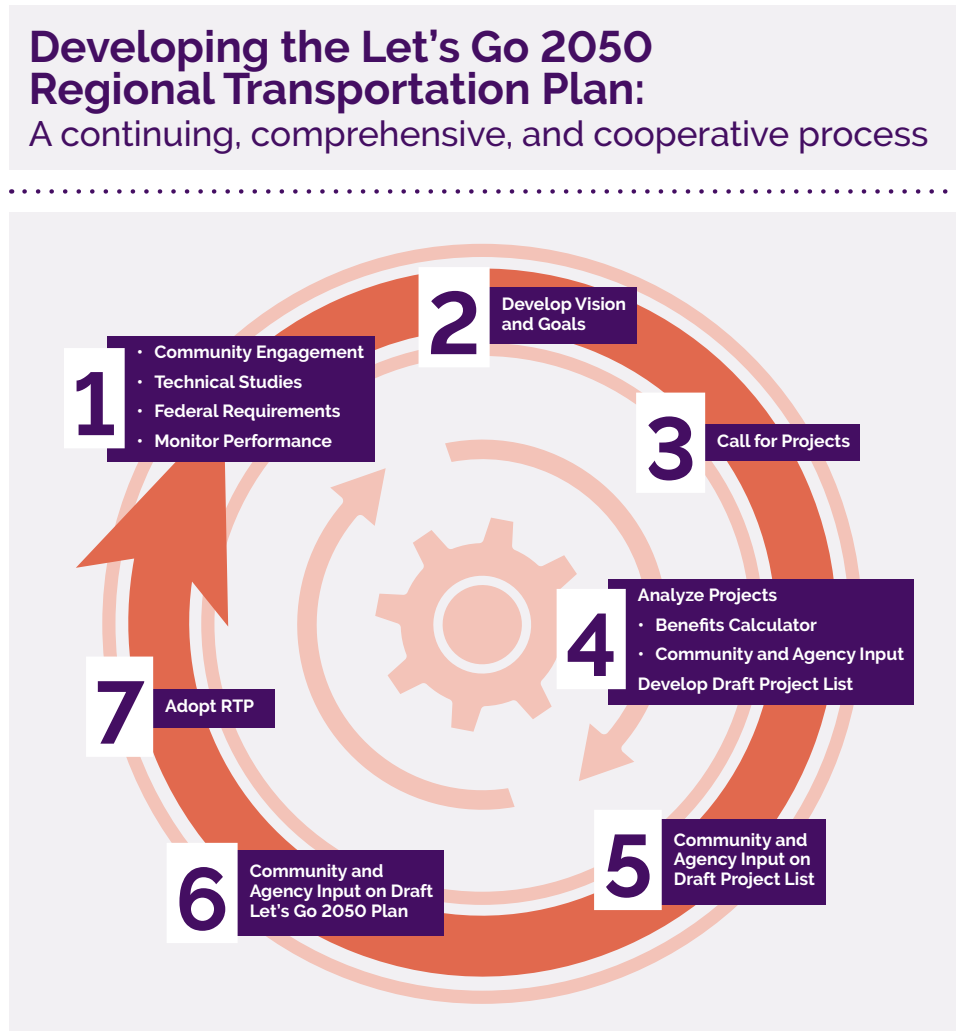 Developing the Let’s Go 2050
Regional Transportation Plan:
A continuing, comprehensive, and cooperative process
1
• Community Engagement
• Technical Studies
• Federal Requirements
• Monitor Performance
2
Develop Vision
and Goals
3
Call for Projects
4
Analyze Projects
• Benefits Calculator
• Community and Agency Input
Develop Draft Project List
5
Community and
Agency Input on
Draft Project List
6
Community and
Agency Input on Draft
Let’s Go 2050 Plan
7
Adopt RTP